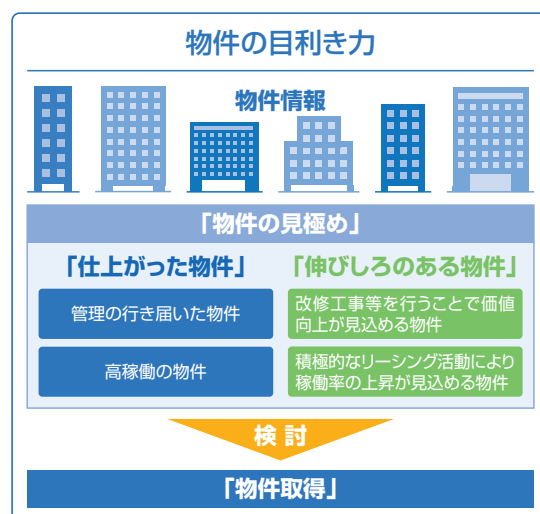 物件の目利き力
物件情報
「物件の見極め」
「仕上がった物件」
管理の行き届いた物件
高稼働の物件
「伸びしろのある物件」
改修工事等を行うことで価値
向上が見込める物件
積極的なリーシング活動により
稼働率の上昇が見込める物件
検討
「物件取得」